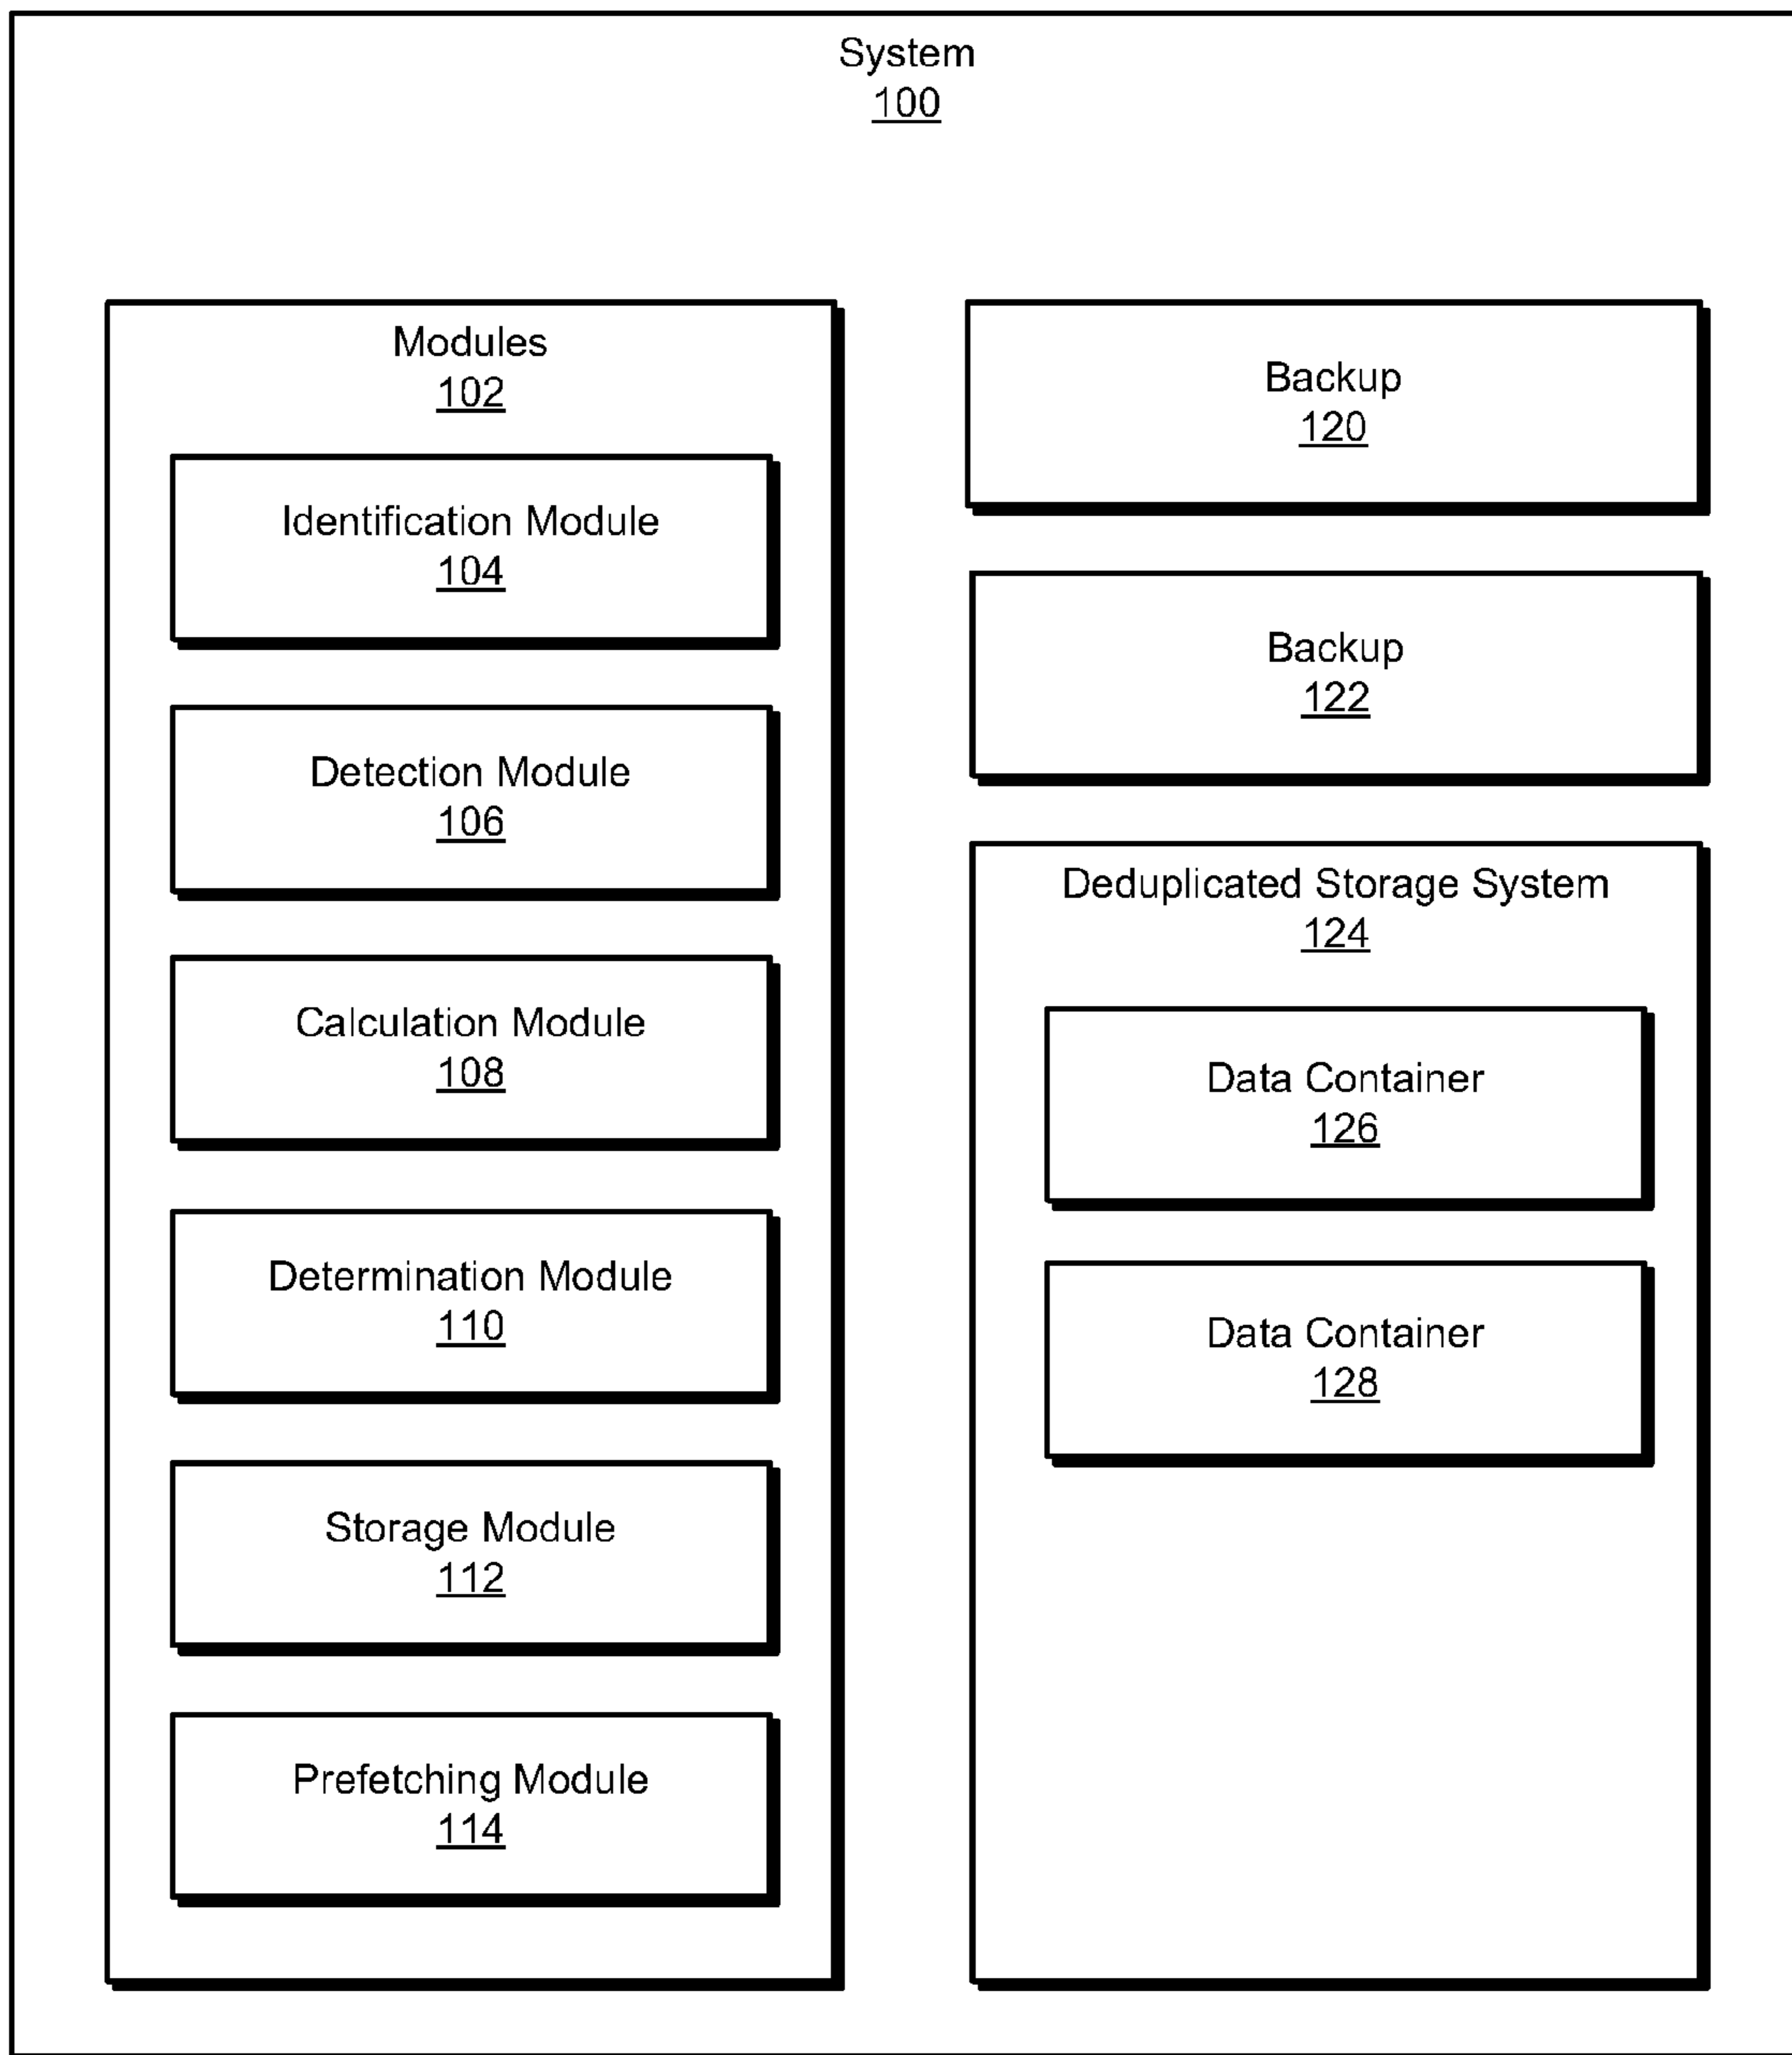 System
100
Modules
102
Identification Module
104
Detection Module
106
Calculation Module
108
Determination Module
110
Storage Module
112
Prefetching Module
114
Backup
120
Backup
122
Deduplicated Storage System
124
Data Container
126
Data Container
128